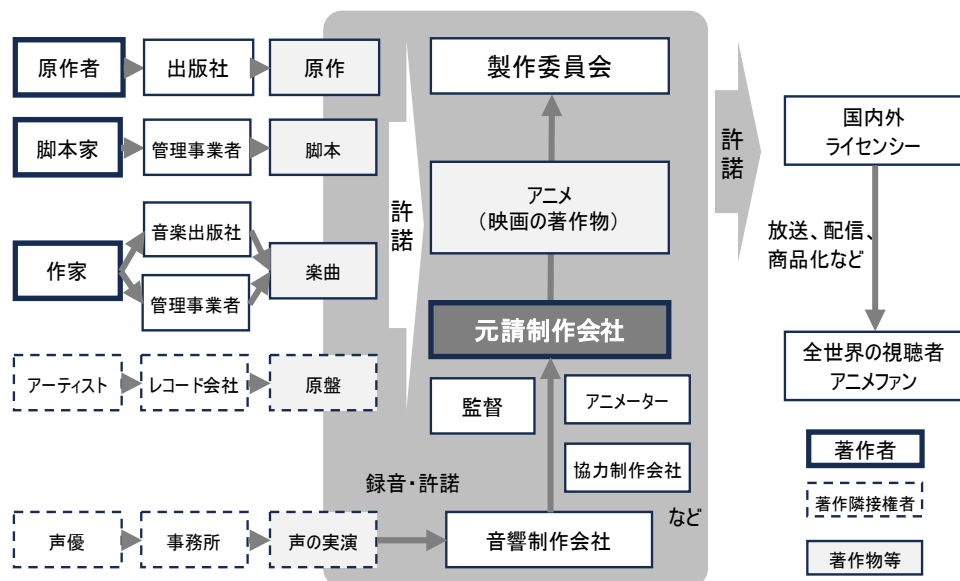 原作者
出版社
原作
脚本家
管理事業者
脚本
作家
音楽出版社
管理事業者
楽曲
アーティスト
レコード会社
原盤
声優
事務所
声の実演
許諾
録音・許諾
製作委員会
アニメ
（映画の著作物）
元請制作会社
監督
アニメーター
協力制作会社
など
音響制作会社
許諾
国内外
ライセンシー
放送、配信、
商品化など
全世界の視聴者
アニメファン
著作者
著作隣接権者
著作物等